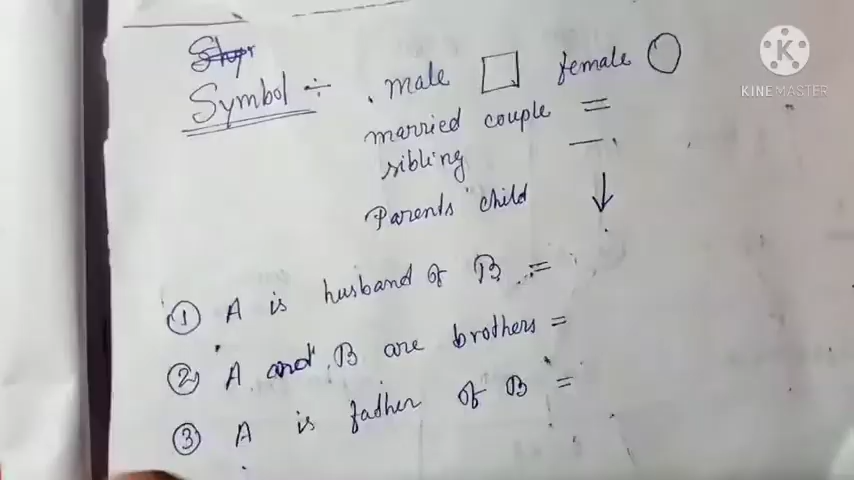 Symbol ÷ . male □ female ○
married couple =
sibling —
Parents child ↓
① A is husband of B =
② A and B are brothers =
③ A is father of B =
KINEMASTER